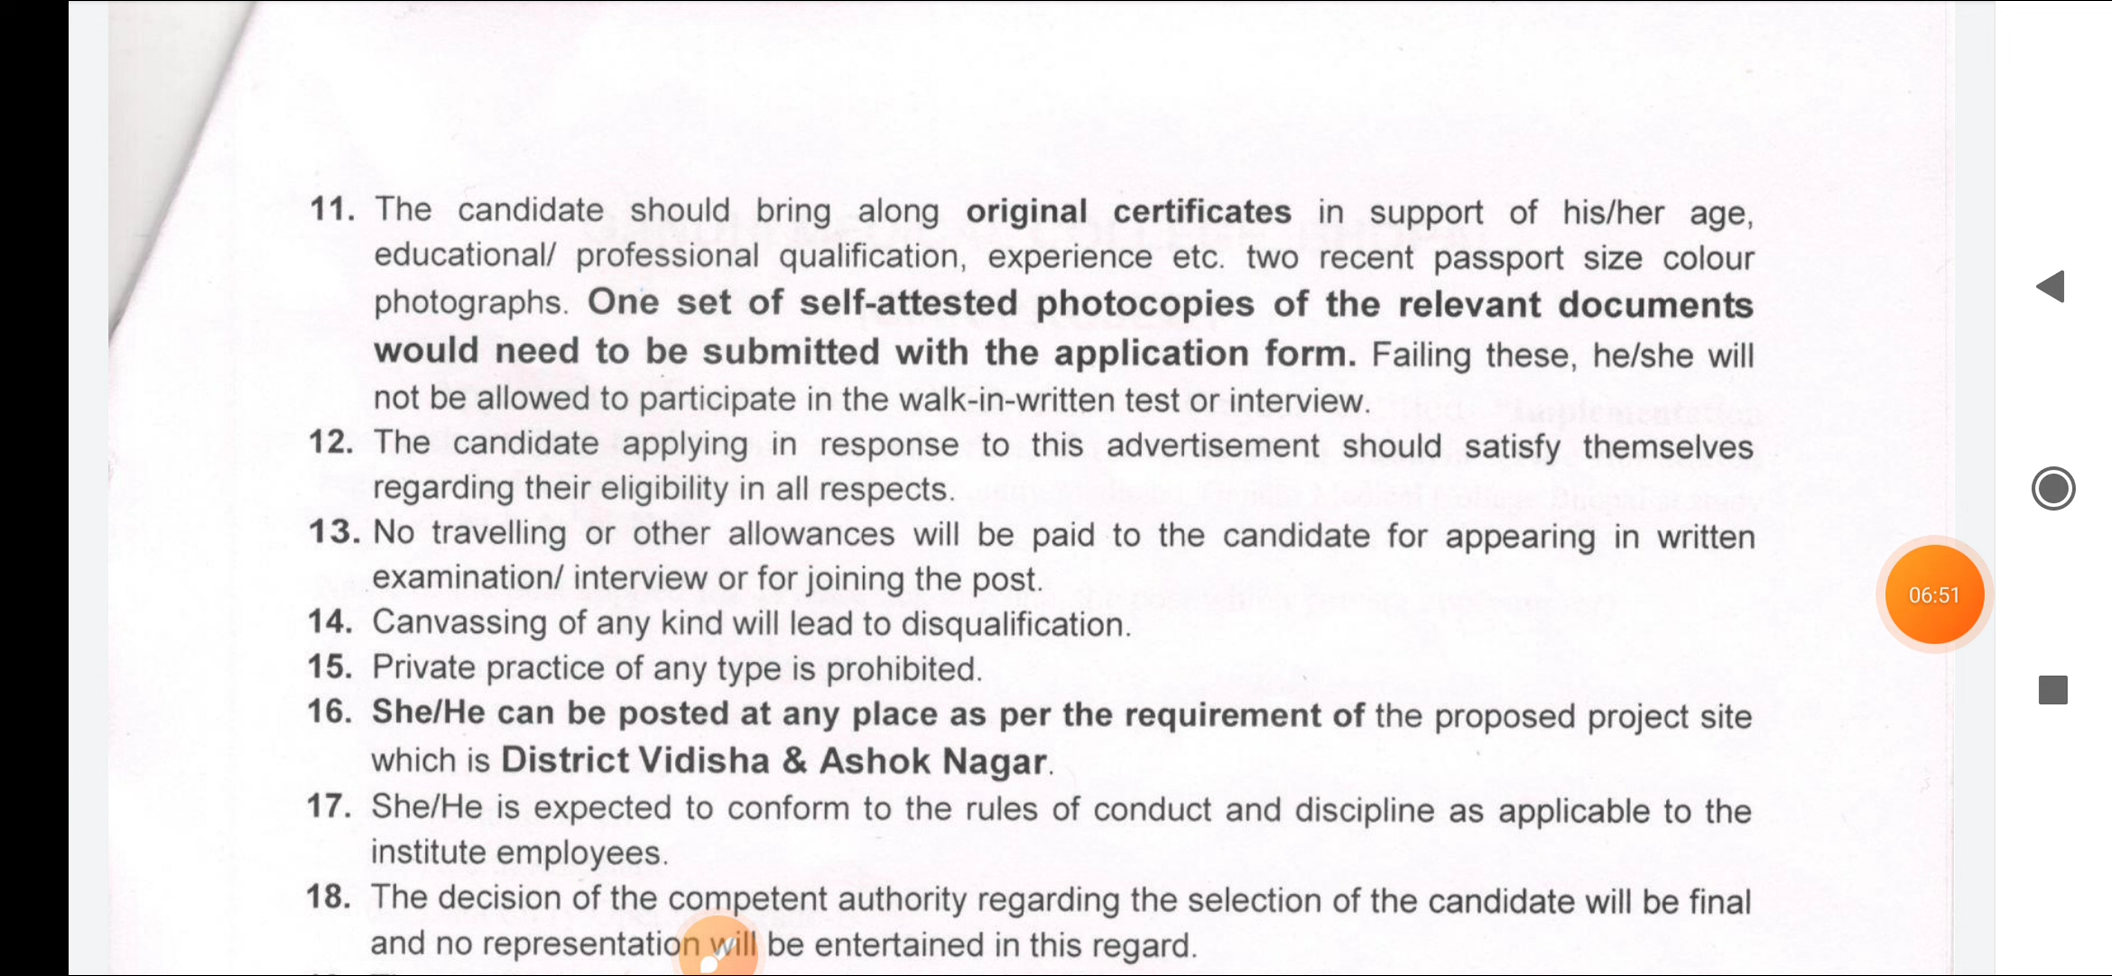 11. The candidate should bring along original certificates in support of his/her age,
educational/ professional qualification, experience etc. two recent passport size colour
photographs. One set of self-attested photocopies of the relevant documents
would need to be submitted with the application form. Failing these, he/she will
not be allowed to participate in the walk-in-written test or interview.
12. The candidate applying in response to this advertisement should satisfy themselves
regarding their eligibility in all respects.
13. No travelling or other allowances will be paid to the candidate for appearing in written
examination/ interview or for joining the post.
14. Canvassing of any kind will lead to disqualification.
15. Private practice of any type is prohibited.
16. She/He can be posted at any place as per the requirement of the proposed project site
which is District Vidisha & Ashok Nagar.
17. She/He is expected to conform to the rules of conduct and discipline as applicable to the
institute employees.
18. The decision of the competent authority regarding the selection of the candidate will be final
and no representation will be entertained in this regard.
06:51